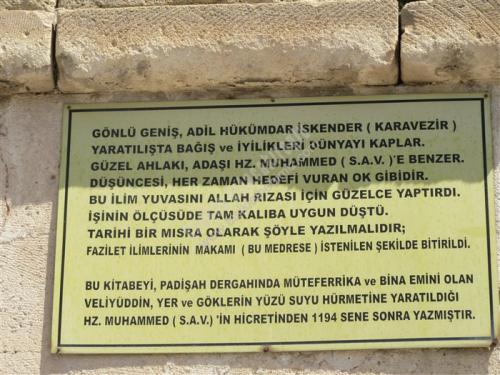 GÖNLÜ GENİŞ, ADİL HÜKÜMDAR İSKENDER ( KARAVEZİR )
YARATILIŞTA BAĞIŞ ve İYİLİKLERİ DÜNYAYI KAPLAR.
GÜZEL AHLAKI, ADAŞI HZ. MUHAMMED ( S.A.V.) 'E BENZER.
DÜŞÜNCESİ, HER ZAMAN HEDEFİ VURAN OK GİBİDİR.
BU İLİM YUVASINI ALLAH RIZASI İÇİN GÜZELCE YAPTIRDI.
İŞİNİN ÖLÇÜSÜDE TAM KALIBA UYGUN DÜŞTÜ.
TARİHİ BİR MISRA OLARAK ŞÖYLE YAZILMALIDIR;
FAZİLET İLİMLERİNİN MAKAMI ( BU MEDRESE ) İSTENİLEN ŞEKİLDE BİTİRİLDİ.
BU KİTABEYİ, PADİŞAH DERGAHINDA MÜTEFERRİKA ve BİNA EMİNİ OLAN
VELİYÜDDİN, YER ve GÖKLERİN YÜZÜ SUYU HÜRMETİNE YARATILDIĞI
HZ. MUHAMMED ( S.A.V.) 'İN HİCRETİNDEN 1194 SENE SONRA YAZMIŞTIR.